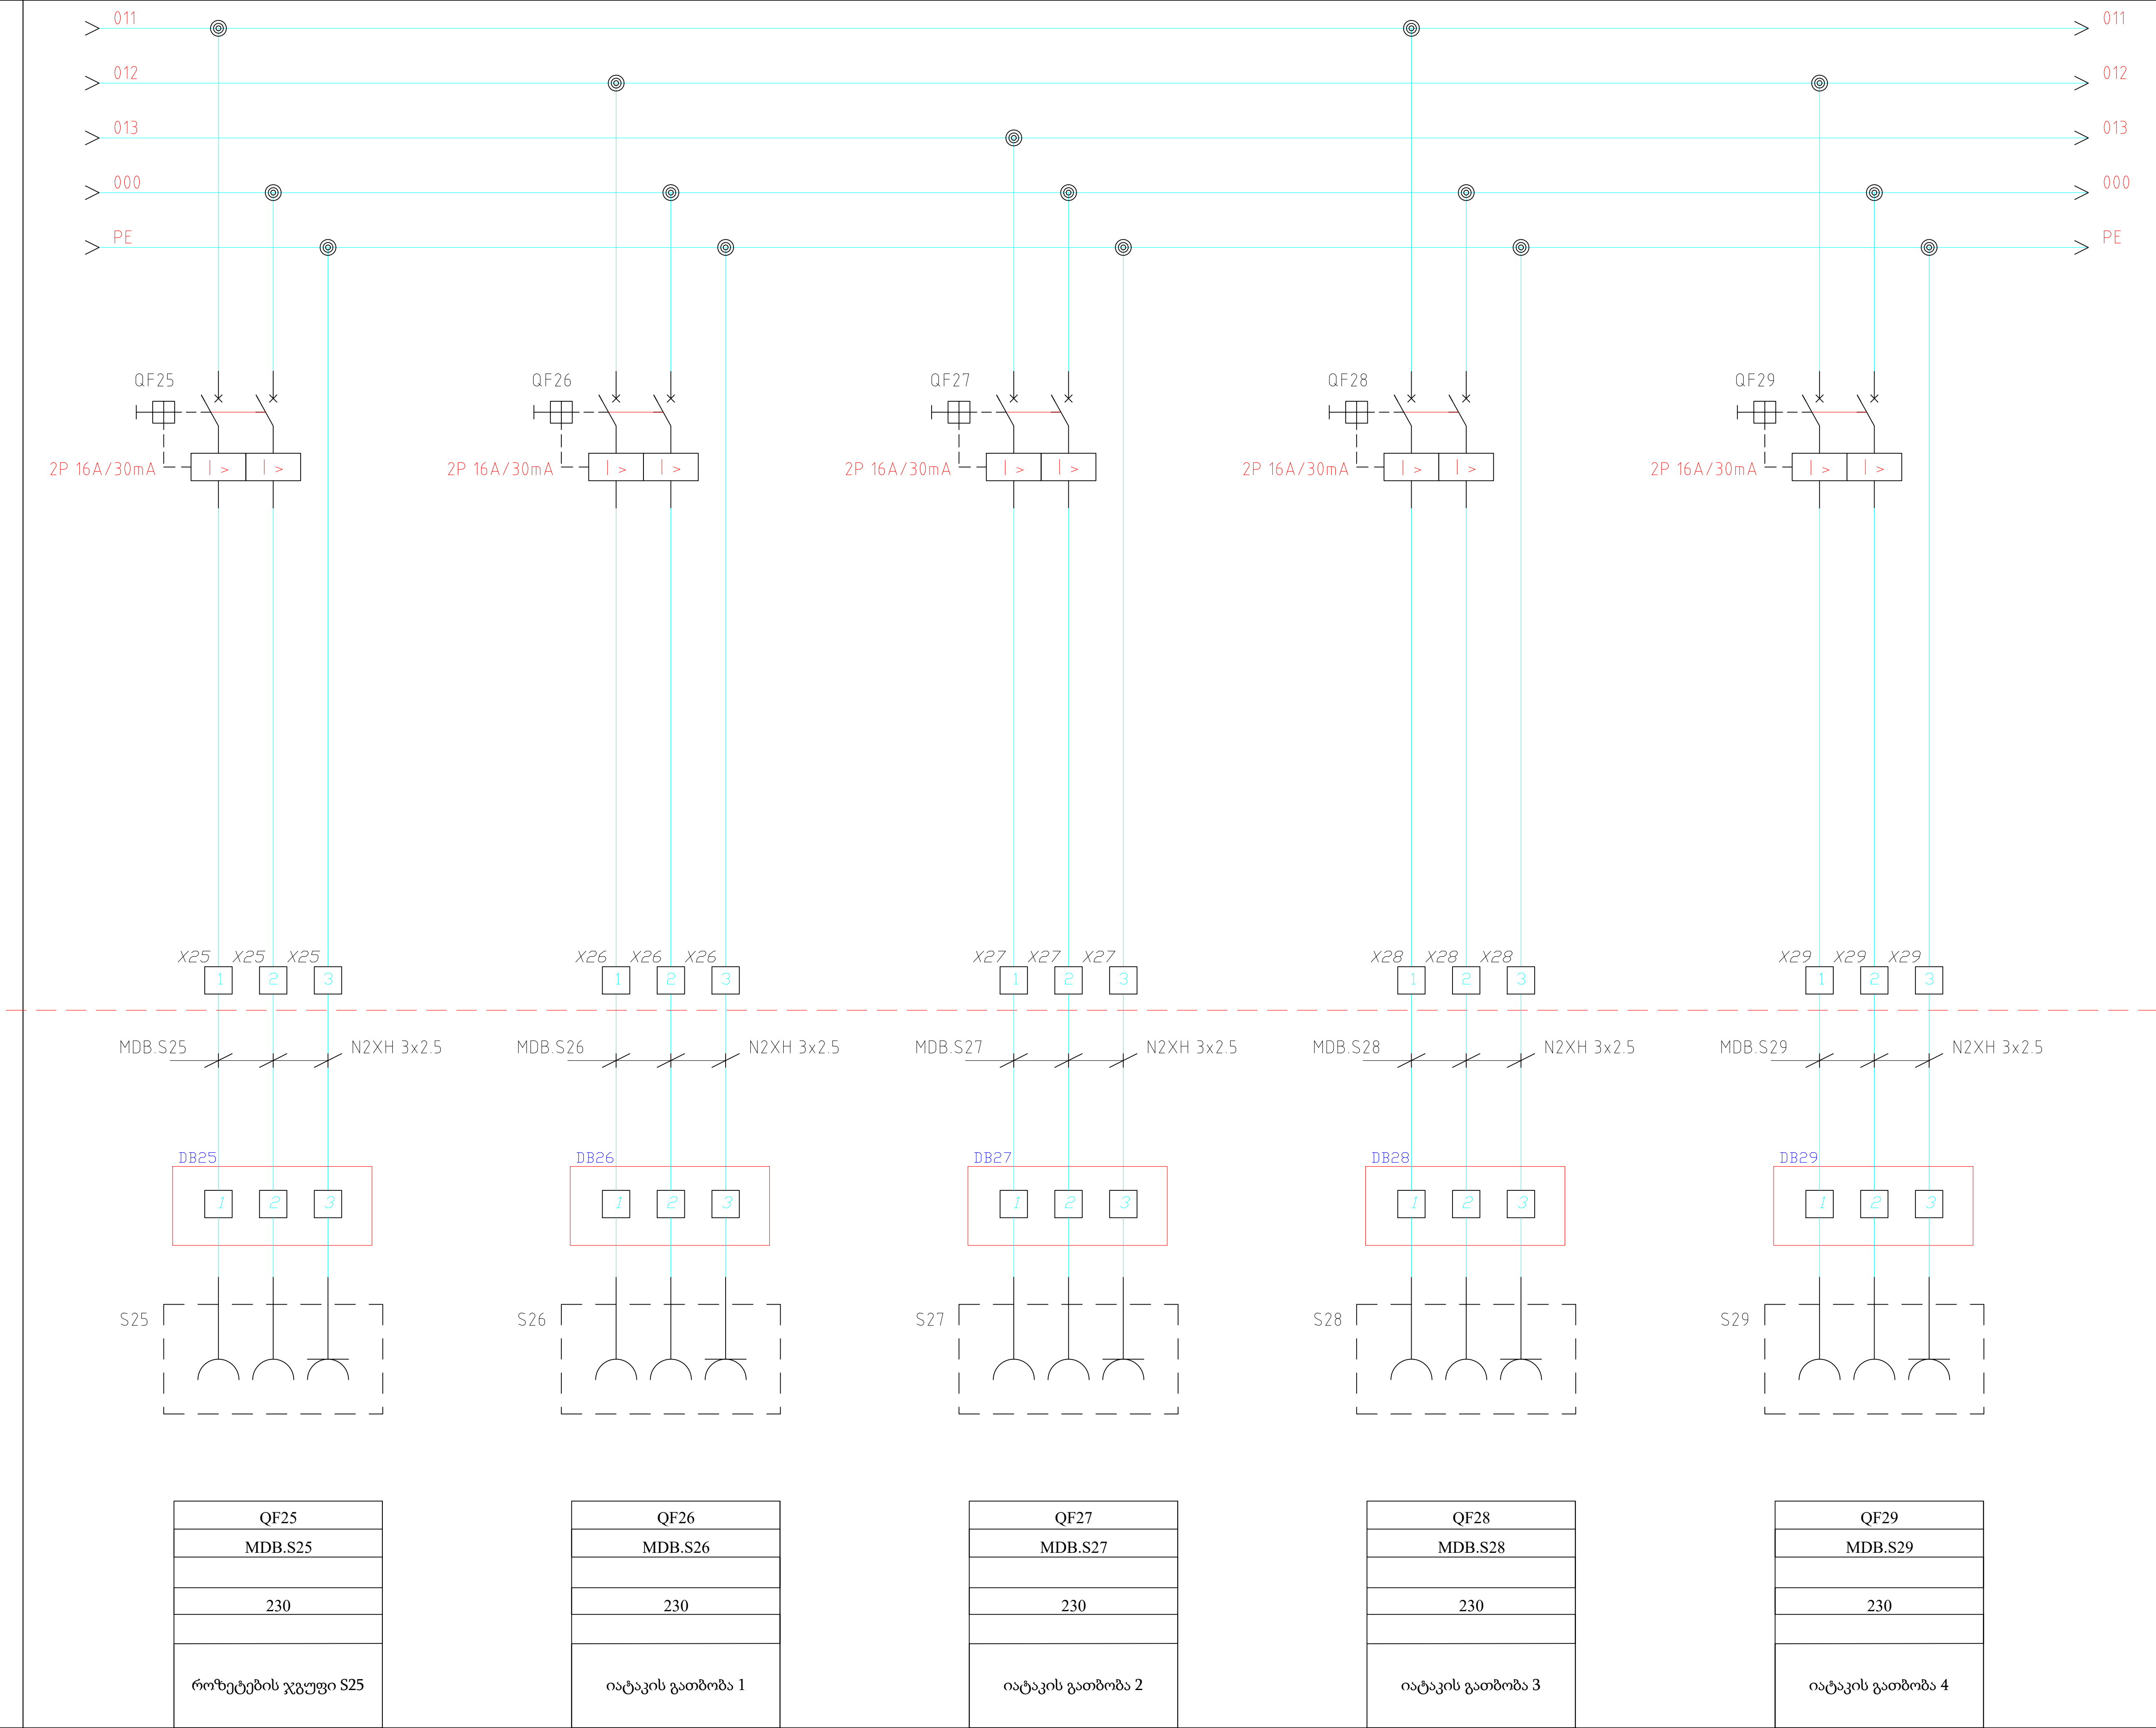 011 011
012 012
013 013
000 000
PE PE
QF25 QF26 QF27 QF28 QF29
2P 16A/30mA I > I > 2P 16A/30mA I > I > 2P 16A/30mA I > I > 2P 16A/30mA I > I > 2P 16A/30mA I > I >
X25 X25 X25 X26 X26 X26 X27 X27 X27 X28 X28 X28 X29 X29 X29
1 2 3 1 2 3 1 2 3 1 2 3 1 2 3
MDB.S25 N2XH 3x2.5 MDB.S26 N2XH 3x2.5 MDB.S27 N2XH 3x2.5 MDB.S28 N2XH 3x2.5 MDB.S29 N2XH 3x2.5
DB25 DB26 DB27 DB28 DB29
1 2 3 1 2 3 1 2 3 1 2 3 1 2 3
S25 S26 S27 S28 S29
QF25 QF26 QF27 QF28 QF29
MDB.S25 MDB.S26 MDB.S27 MDB.S28 MDB.S29
230 230 230 230 230
როზეტების ჯგუფი S25 იატაკის გათბობა 1 იატაკის გათბობა 2 იატაკის გათბობა 3 იატაკის გათბობა 4